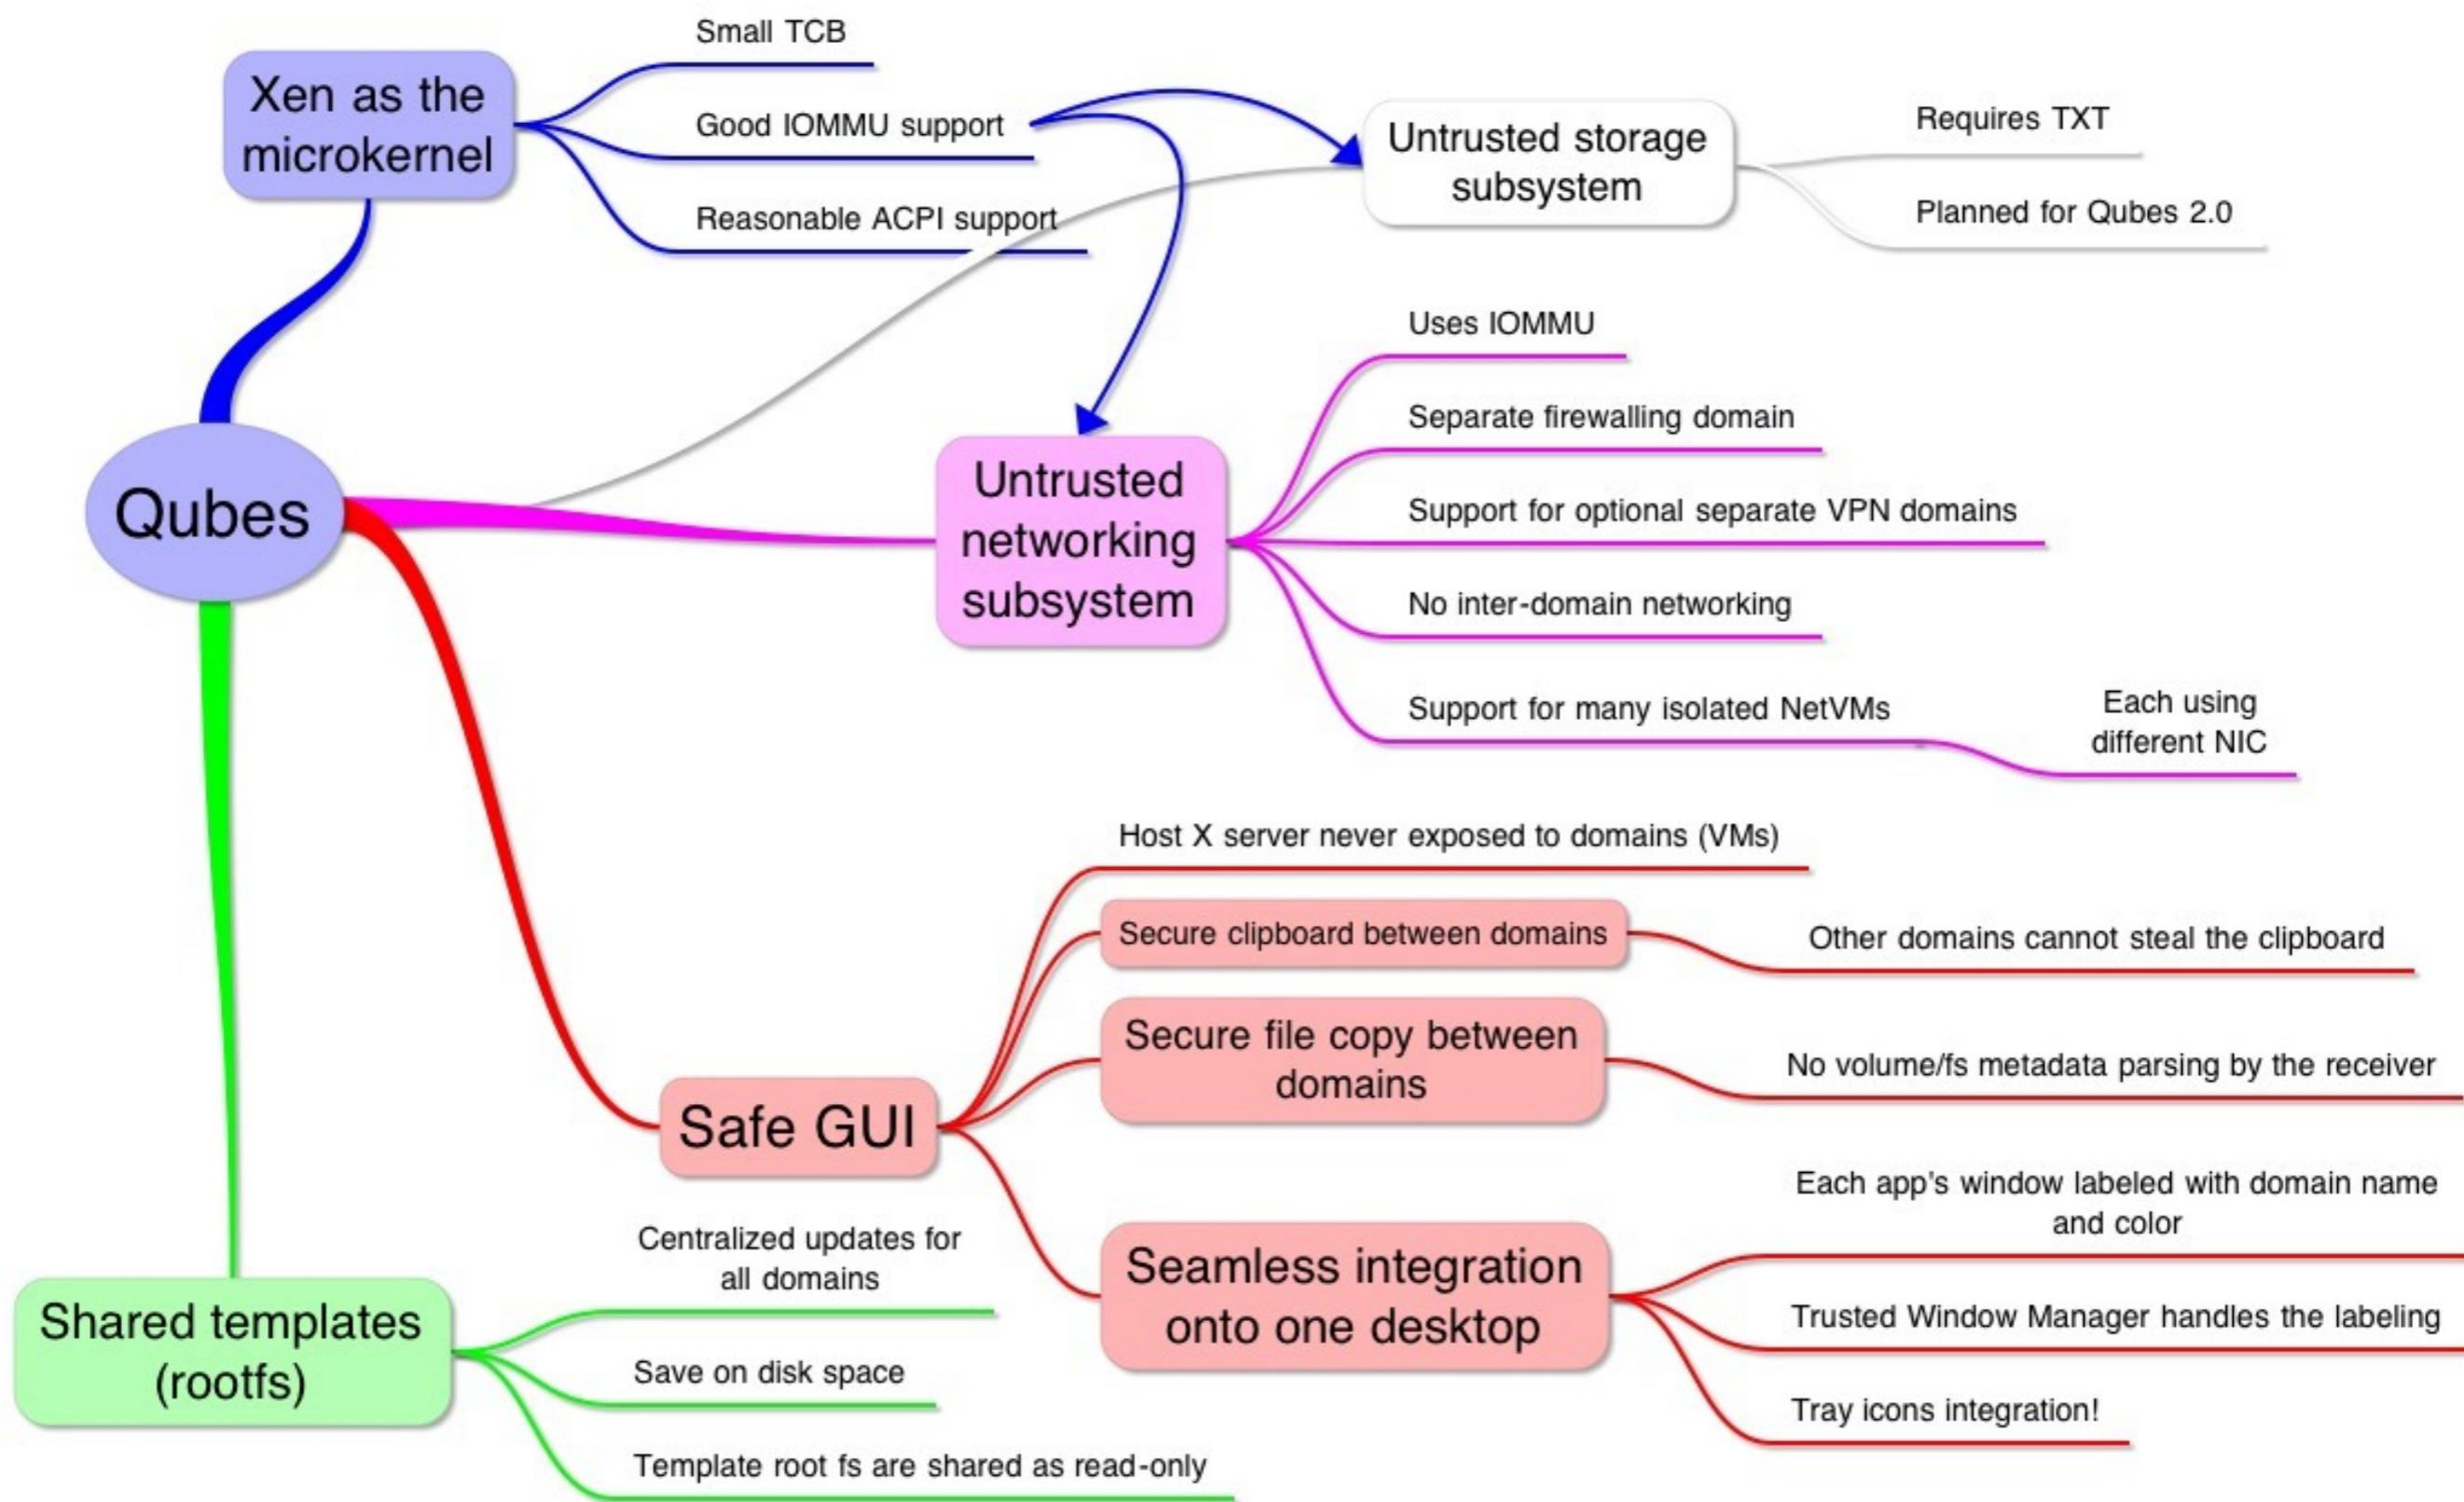 Small TCB
Xen as the
microkernel
Good IOMMU support
Reasonable ACPI support
Untrusted storage
subsystem
Requires TXT
Planned for Qubes 2.0
Qubes
Untrusted
networking
subsystem
Uses IOMMU
Separate firewalling domain
Support for optional separate VPN domains
No inter-domain networking
Support for many isolated NetVMs
Each using
different NIC
Safe GUI
Host X server never exposed to domains (VMs)
Secure clipboard between domains
Other domains cannot steal the clipboard
Secure file copy between
domains
No volume/fs metadata parsing by the receiver
Seamless integration
onto one desktop
Each app's window labeled with domain name
and color
Trusted Window Manager handles the labeling
Tray icons integration!
Shared templates
(rootfs)
Centralized updates for
all domains
Save on disk space
Template root fs are shared as read-only